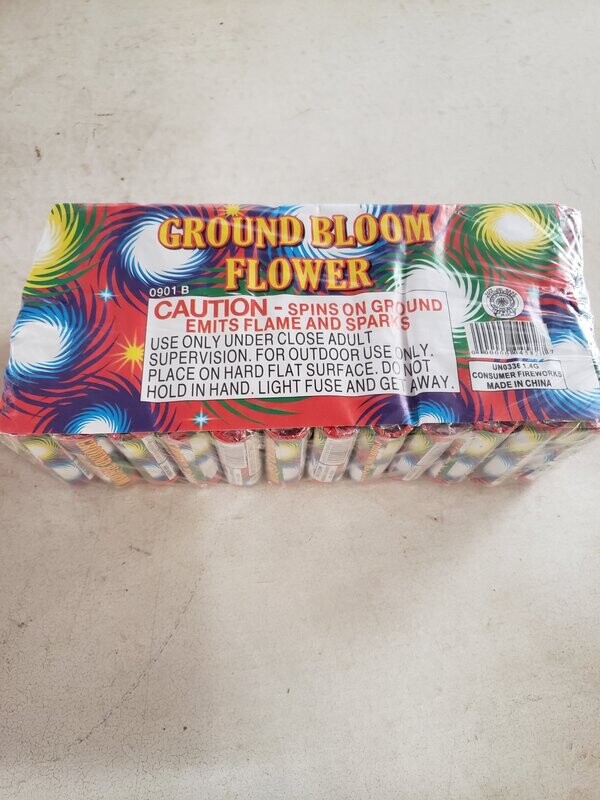 GROUND BLOOM
FLOWER
0901 B
CAUTION - SPINS ON GROUND
EMITS FLAME AND SPARKS
USE ONLY UNDER CLOSE ADULT
SUPERVISION. FOR OUTDOOR USE ONLY.
PLACE ON HARD FLAT SURFACE. DO NOT
HOLD IN HAND. LIGHT FUSE AND GET AWAY.
UN0336 1.4G
CONSUMER FIREWORKS
MADE IN CHINA